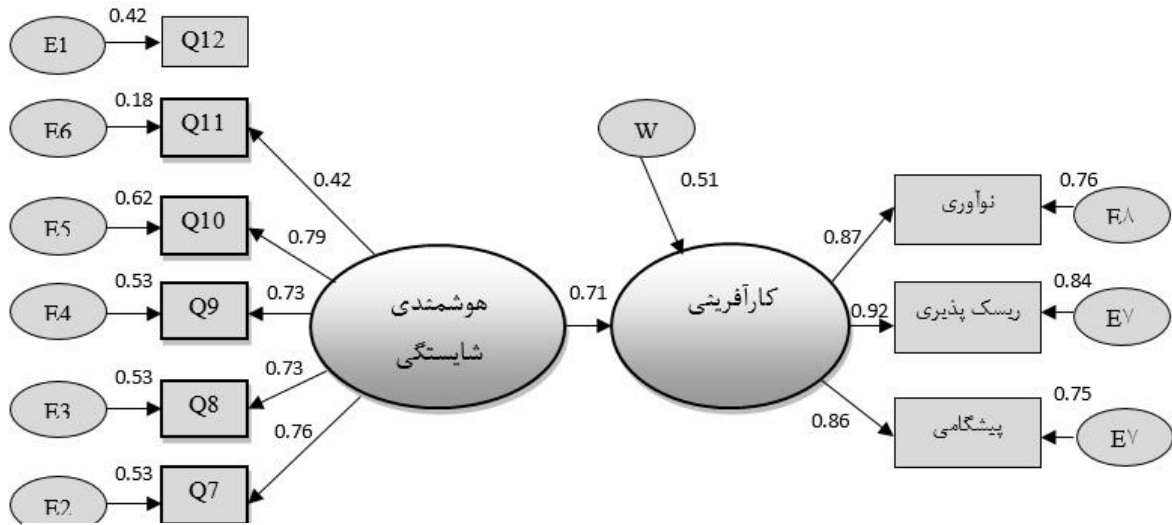 0.42
E1
Q12
0.18
E6
Q11
0.42
W
0.51
0.62
E5
Q10
0.79
نوآوری
0.76
E۸
0.87
0.53
E4
Q9
0.73
هوشمندی
شایستگی
0.71
کارآفرینی
0.92
ریسک پذیری
0.84
E۷
0.53
E3
Q8
0.73
0.86
پیشگامی
0.75
E۷
0.76
0.53
E2
Q7